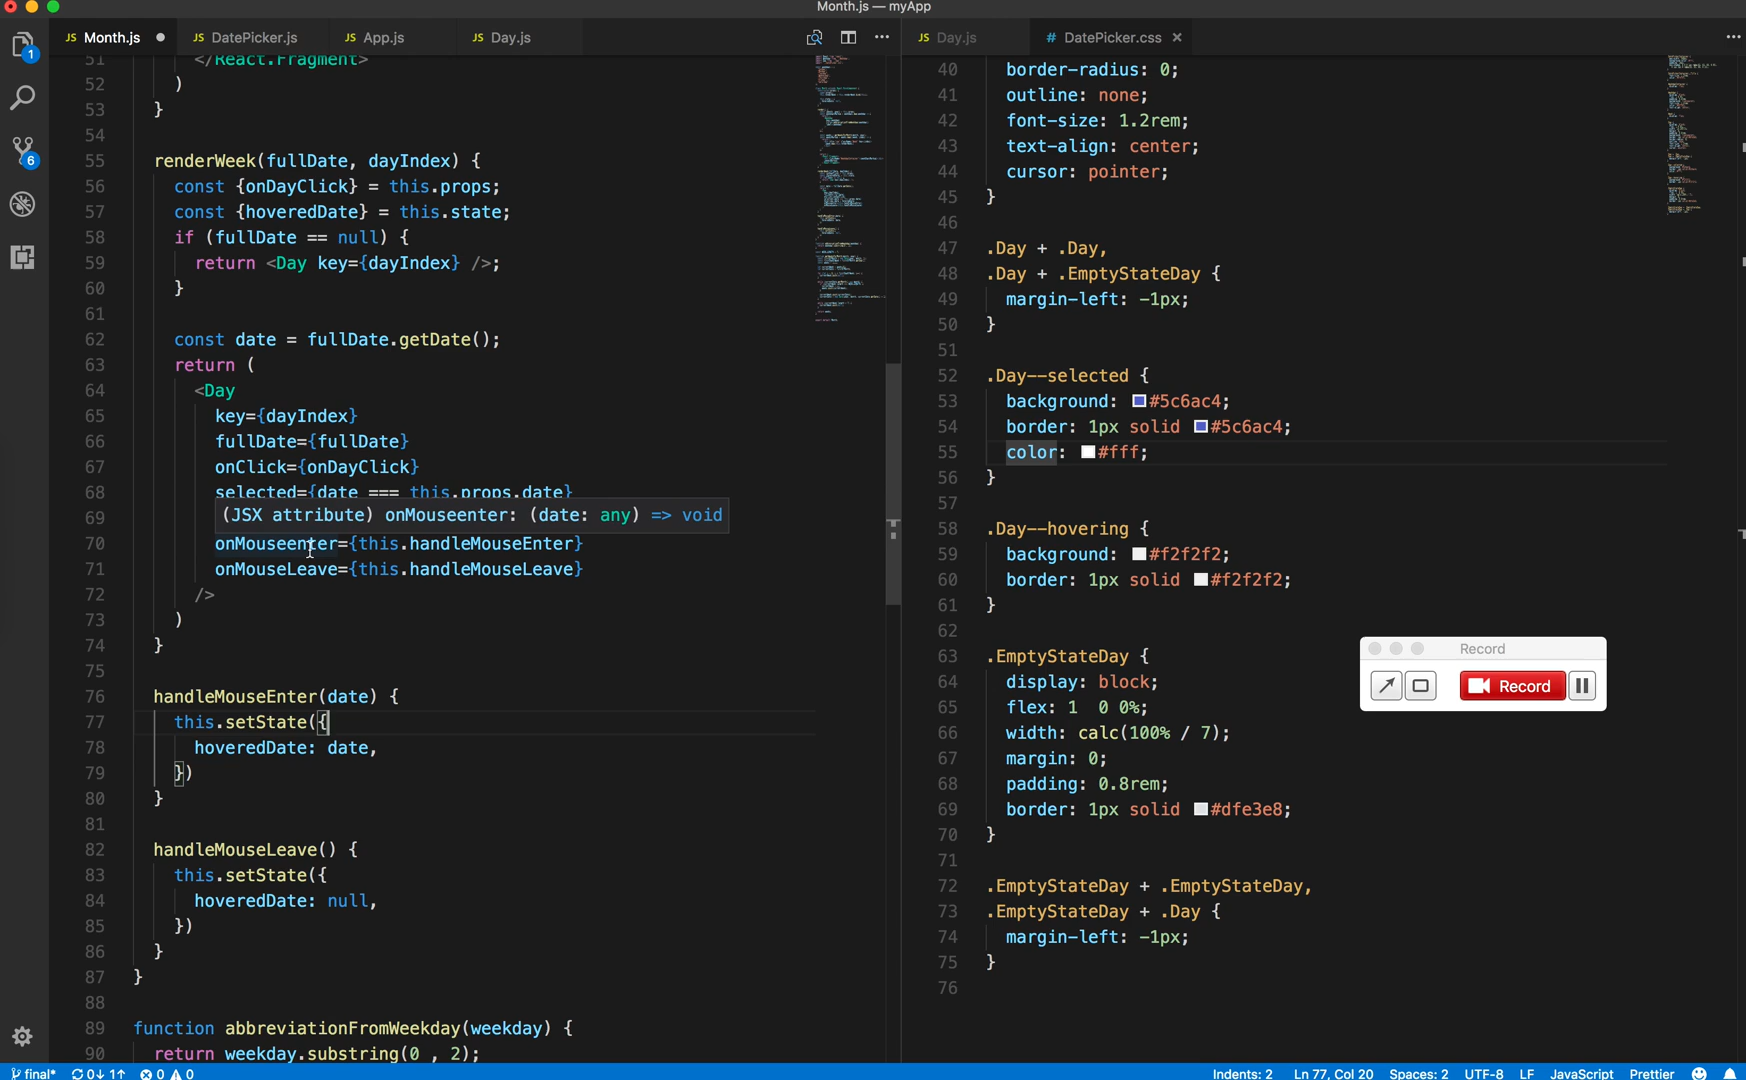 Month.js — myApp
JS Month.js
JS DatePicker.js
JS App.js
JS Day.js
JS Day.js
# DatePicker.css
1
6
51 </React.Fragment>
52 )
53 }
54
55 renderWeek(fullDate, dayIndex) {
56 const {onDayClick} = this.props;
57 const {hoveredDate} = this.state;
58 if (fullDate == null) {
59 return <Day key={dayIndex} />;
60 }
61
62 const date = fullDate.getDate();
63 return (
64 <Day
65 key={dayIndex}
66 fullDate={fullDate}
67 onClick={onDayClick}
68 selected={date === this.props.date}
69
(JSX attribute) onMouseenter: (date: any) => void
70 onMouseenter={this.handleMouseEnter}
71 onMouseLeave={this.handleMouseLeave}
72 />
73 )
74 }
75
76 handleMouseEnter(date) {
77 this.setState({
78 hoveredDate: date,
79 })
80 }
81
82 handleMouseLeave() {
83 this.setState({
84 hoveredDate: null,
85 })
86 }
87 }
88
89 function abbreviationFromWeekday(weekday) {
90 return weekday.substring(0 , 2);
40 border-radius: 0;
41 outline: none;
42 font-size: 1.2rem;
43 text-align: center;
44 cursor: pointer;
45 }
46
47 .Day + .Day,
48 .Day + .EmptyStateDay {
49 margin-left: -1px;
50 }
51
52 .Day--selected {
53 background: #5c6ac4;
54 border: 1px solid #5c6ac4;
55 color: #fff;
56 }
57
58 .Day--hovering {
59 background: #f2f2f2;
60 border: 1px solid #f2f2f2;
61 }
62
63 .EmptyStateDay {
64 display: block;
65 flex: 1 0 0%;
66 width: calc(100% / 7);
67 margin: 0;
68 padding: 0.8rem;
69 border: 1px solid #dfe3e8;
70 }
71
72 .EmptyStateDay + .EmptyStateDay,
73 .EmptyStateDay + .Day {
74 margin-left: -1px;
75 }
76
Record
Record
final* 0↓ 1↑ 0 0
Indents: 2 Ln 77, Col 20 Spaces: 2 UTF-8 LF JavaScript Prettier